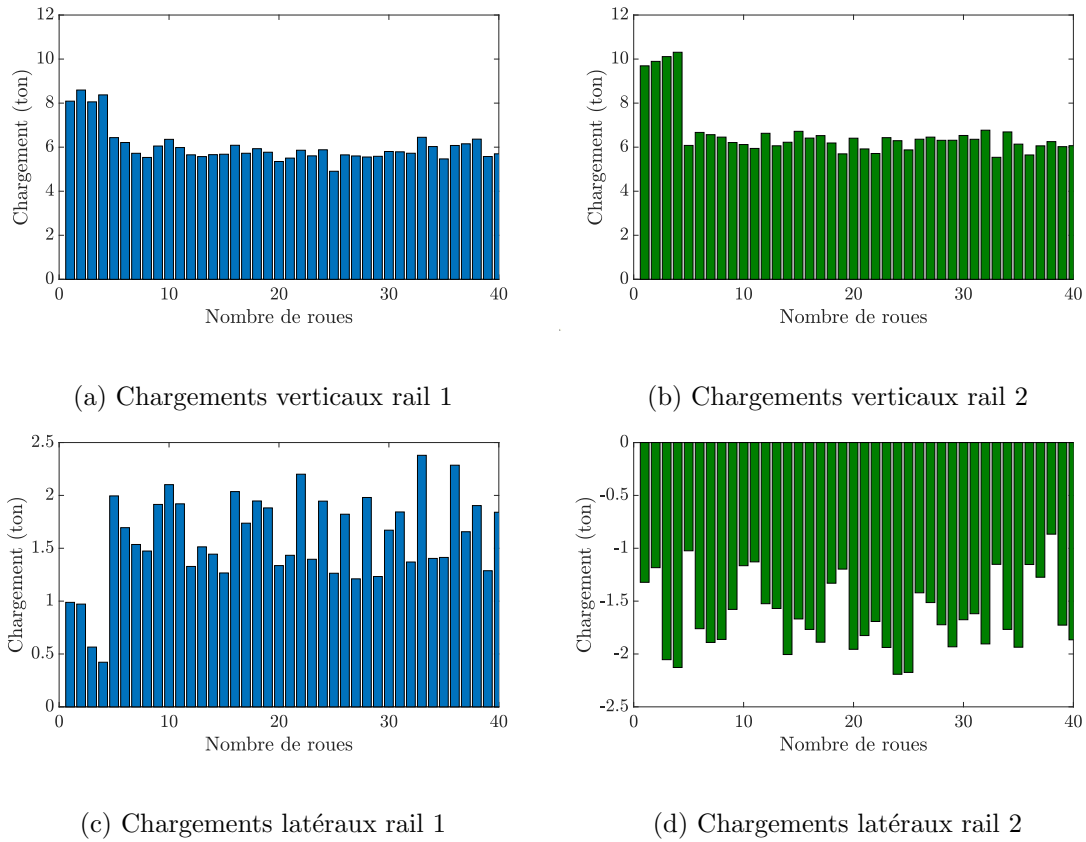 12
10
8
6
4
2
0
Chargement (ton)
0 10 20 30 40
Nombre de roues
(a) Chargements verticaux rail 1
12
10
8
6
4
2
0
Chargement (ton)
0 10 20 30 40
Nombre de roues
(b) Chargements verticaux rail 2
2.5
2
1.5
1
0.5
0
Chargement (ton)
0 10 20 30 40
Nombre de roues
(c) Chargements latéraux rail 1
0
-0.5
-1
-1.5
-2
-2.5
Chargement (ton)
0 10 20 30 40
Nombre de roues
(d) Chargements latéraux rail 2